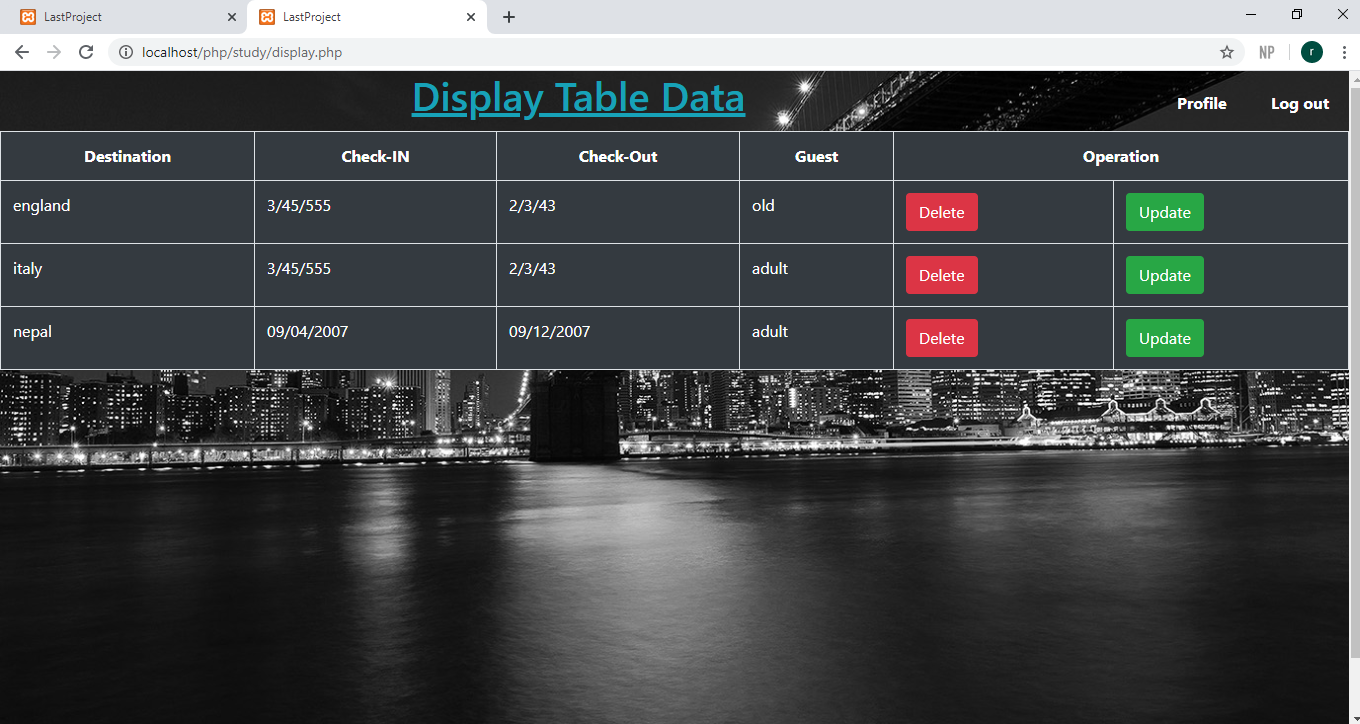 LastProject LastProject
localhost/php/study/display.php NP r
Display Table Data Profile Log out
Destination Check-IN Check-Out Guest Operation
england 3/45/555 2/3/43 old Delete Update
italy 3/45/555 2/3/43 adult Delete Update
nepal 09/04/2007 09/12/2007 adult Delete Update